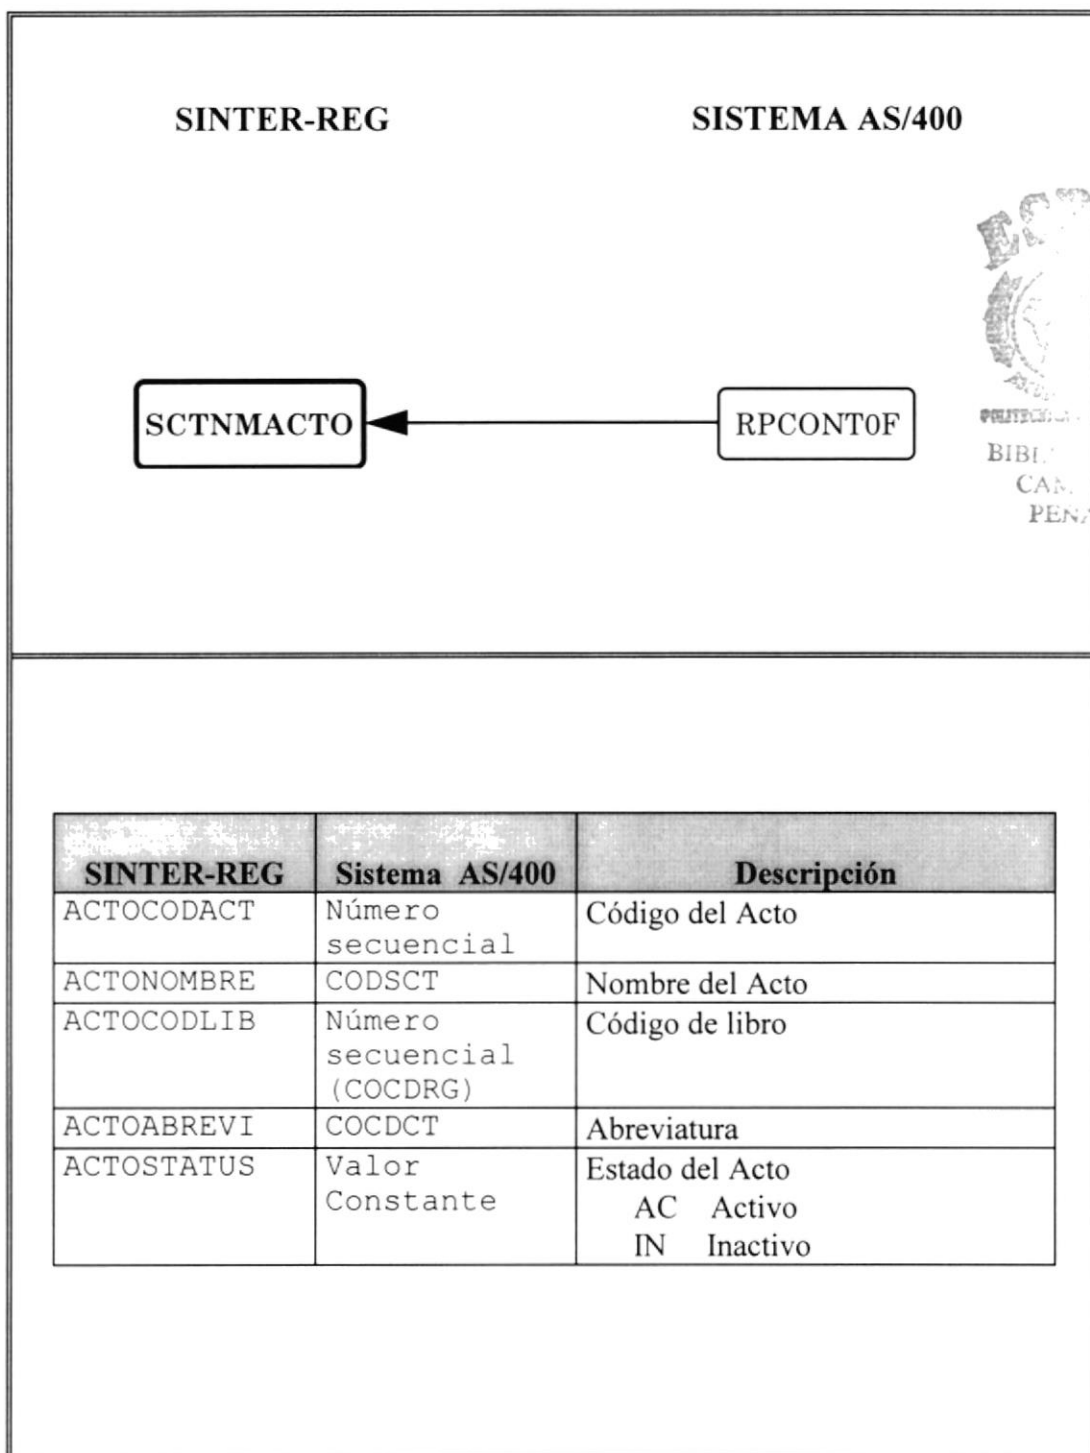 SINTER-REG SISTEMA AS/400
SCTNMACTO RPCONT0F
SINTER-REG Sistema AS/400 Descripción
ACTOCODACT Número Código del Acto
secuencial
ACTONOMBRE CODSCT Nombre del Acto
ACTOCODLIB Número Código de libro
secuencial
(COCDRG)
ACTOABREVI COCDCT Abreviatura
ACTOSTATUS Valor Estado del Acto
Constante AC Activo
IN Inactivo